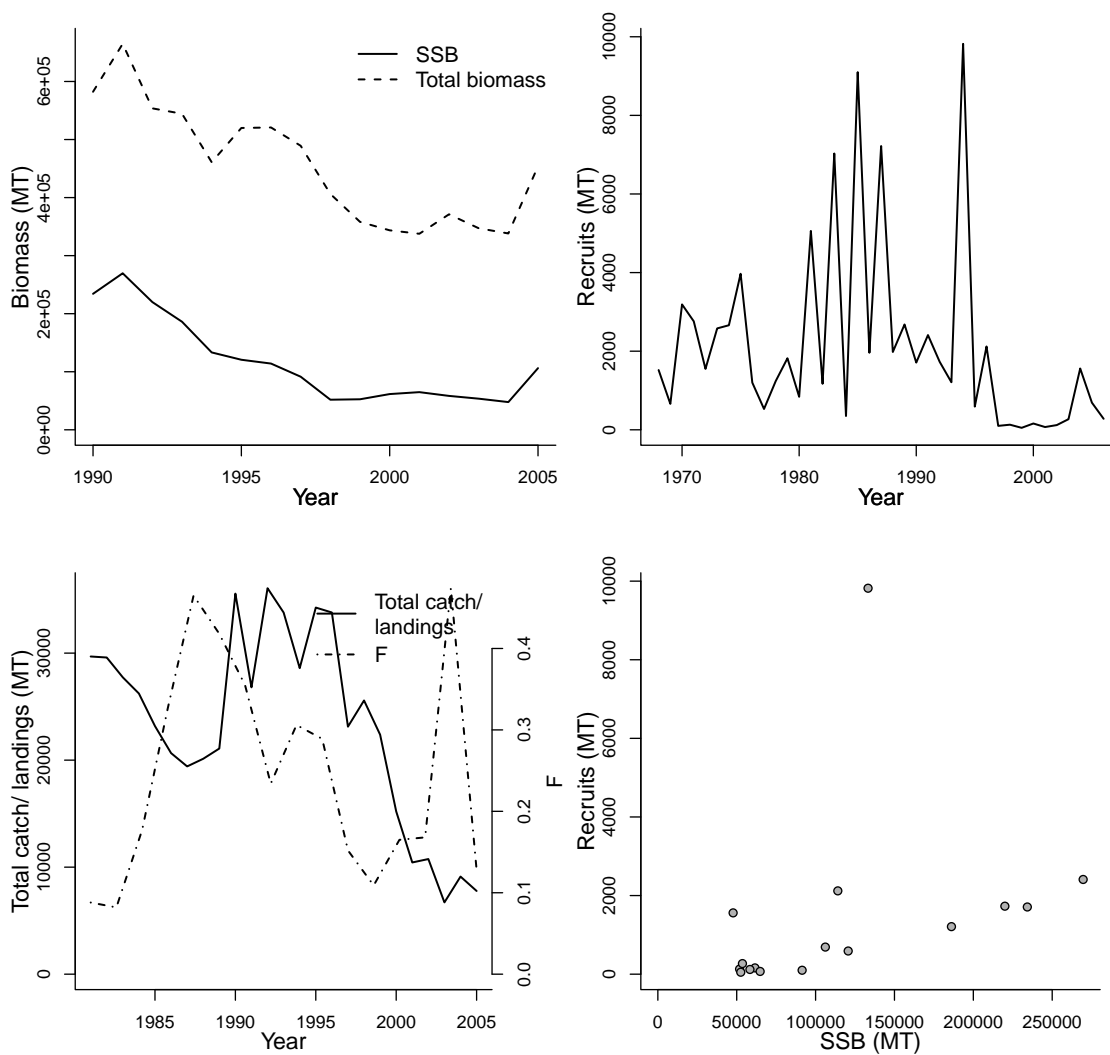 SSB
Total biomass
Biomass (MT)
0e+00
2e+05
4e+05
6e+05
1990
1995
2000
2005
Year
Recruits (MT)
0
2000
4000
6000
8000
10000
1970
1980
1990
2000
Year
Total catch/
landings
F
Total catch/ landings (MT)
0
10000
20000
30000
1985
1990
1995
2000
2005
Year
0.0
0.1
0.2
0.3
0.4
F
Recruits (MT)
0
2000
4000
6000
8000
10000
0
50000
100000
150000
200000
250000
SSB (MT)